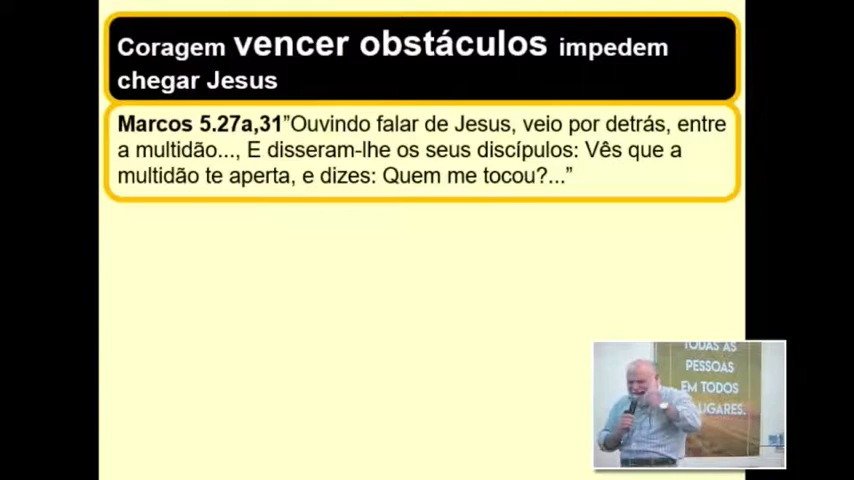 Coragem vencer obstáculos impedem
chegar Jesus
Marcos 5.27a,31”Ouvindo falar de Jesus, veio por detrás, entre
a multidão..., E disseram-lhe os seus discípulos: Vês que a
multidão te aperta, e dizes: Quem me tocou?...”
TODAS AS
PESSOAS
EM TODOS
LUGARES.